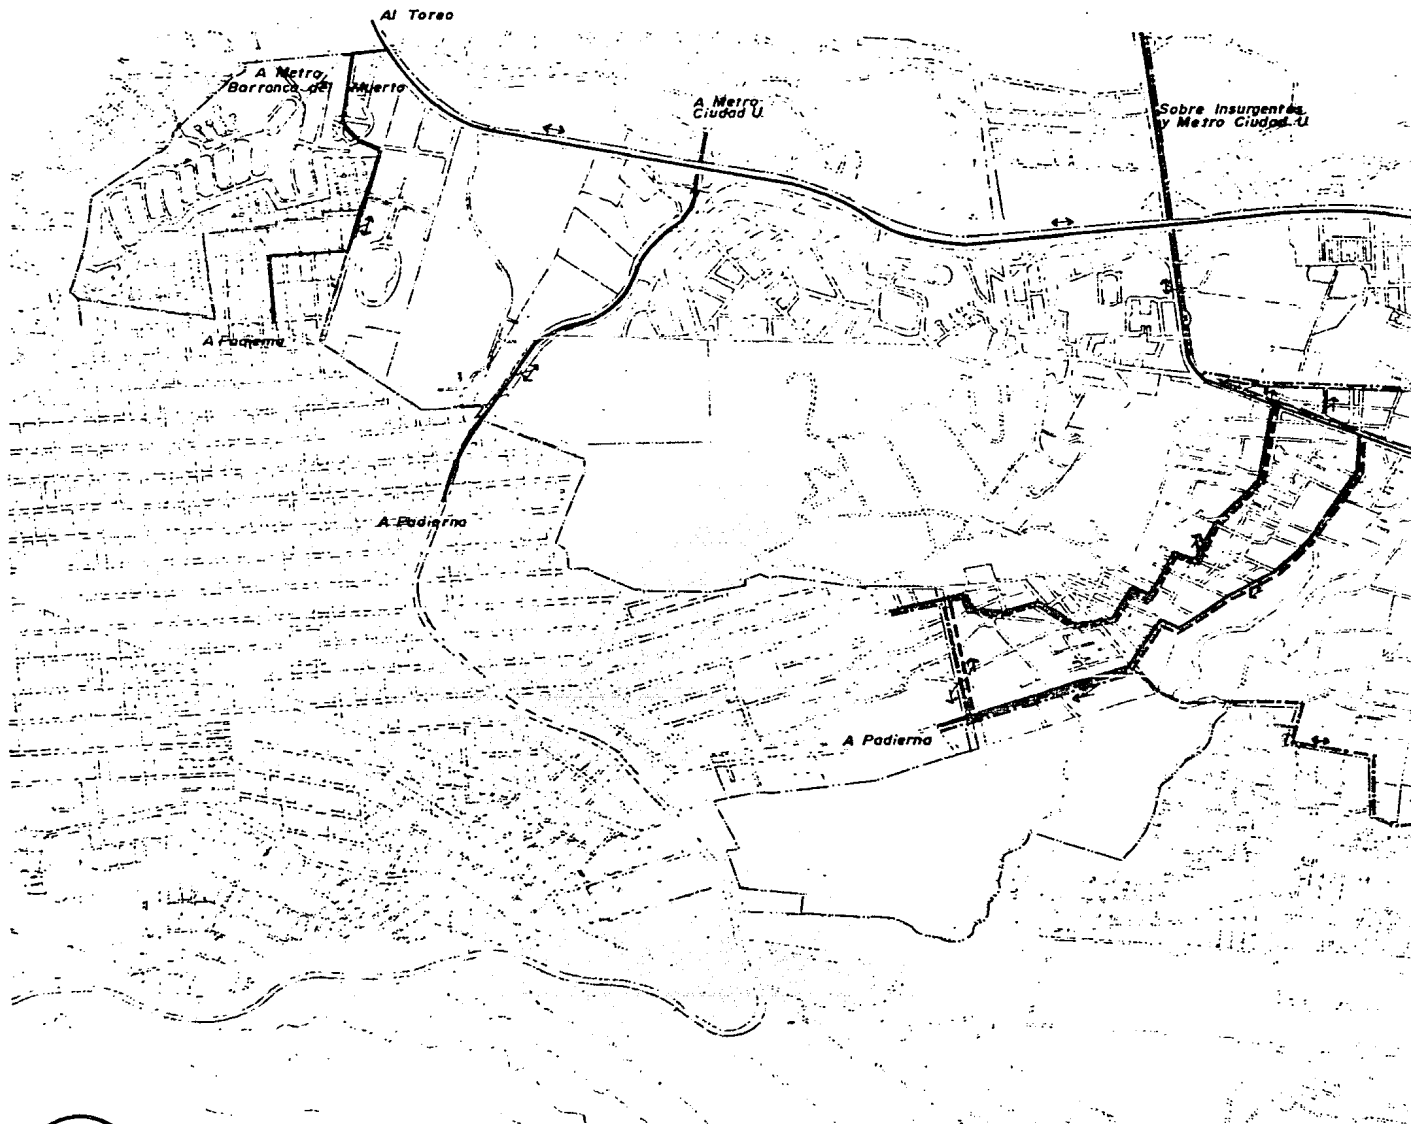 Al Toreo
A Metro
Barranca del Muerto
A Metro
Ciudad U.
Sobre Insurgentes
y Metro Ciudad U.
A Padierna
A Padierna
A Padierna